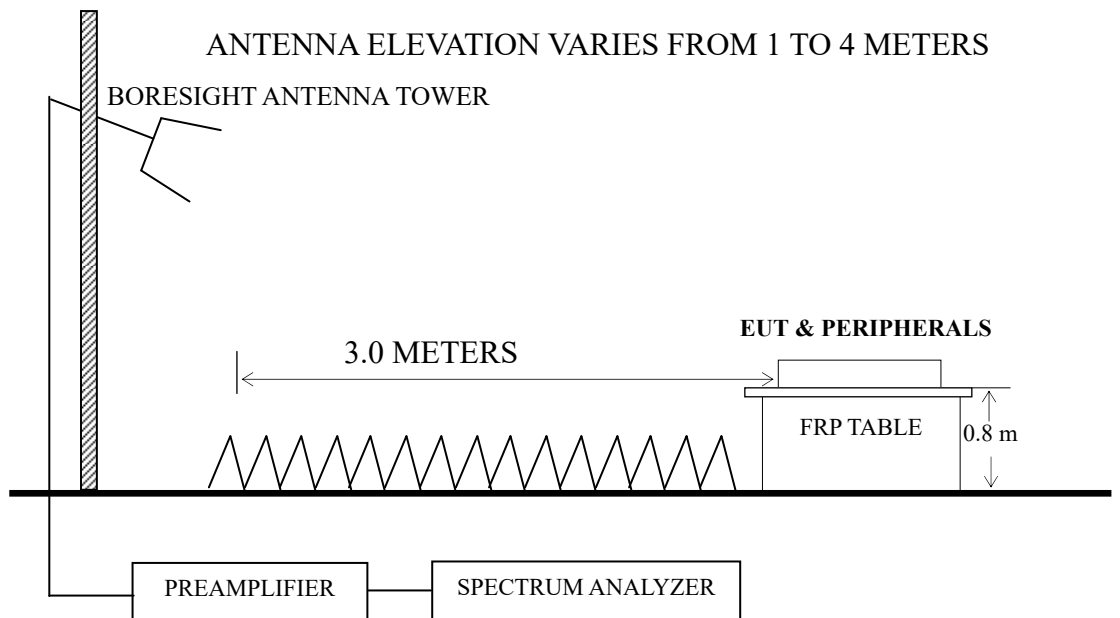 ANTENNA ELEVATION VARIES FROM 1 TO 4 METERS
BORESIGHT ANTENNA TOWER
EUT & PERIPHERALS
3.0 METERS
FRP TABLE
0.8 m
PREAMPLIFIER
SPECTRUM ANALYZER